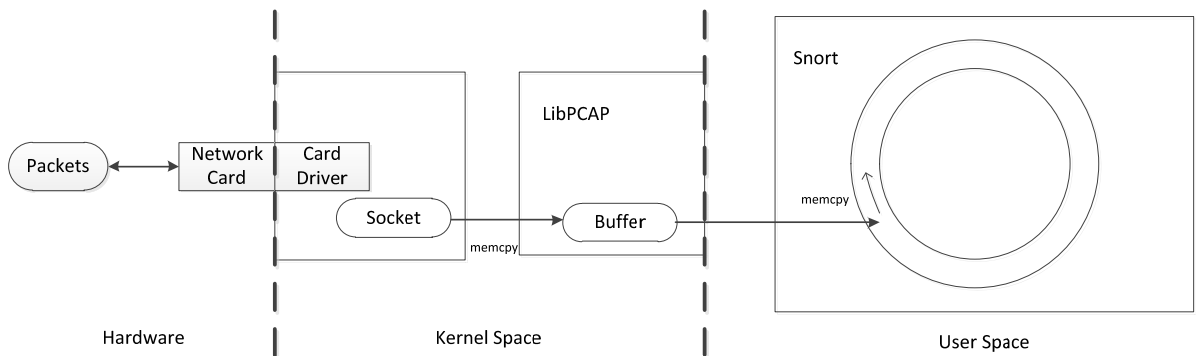 Snort
LibPCAP
Packets
Network
Card
Card
Driver
Socket
memcpy
Buffer
memcpy
Hardware
Kernel Space
User Space